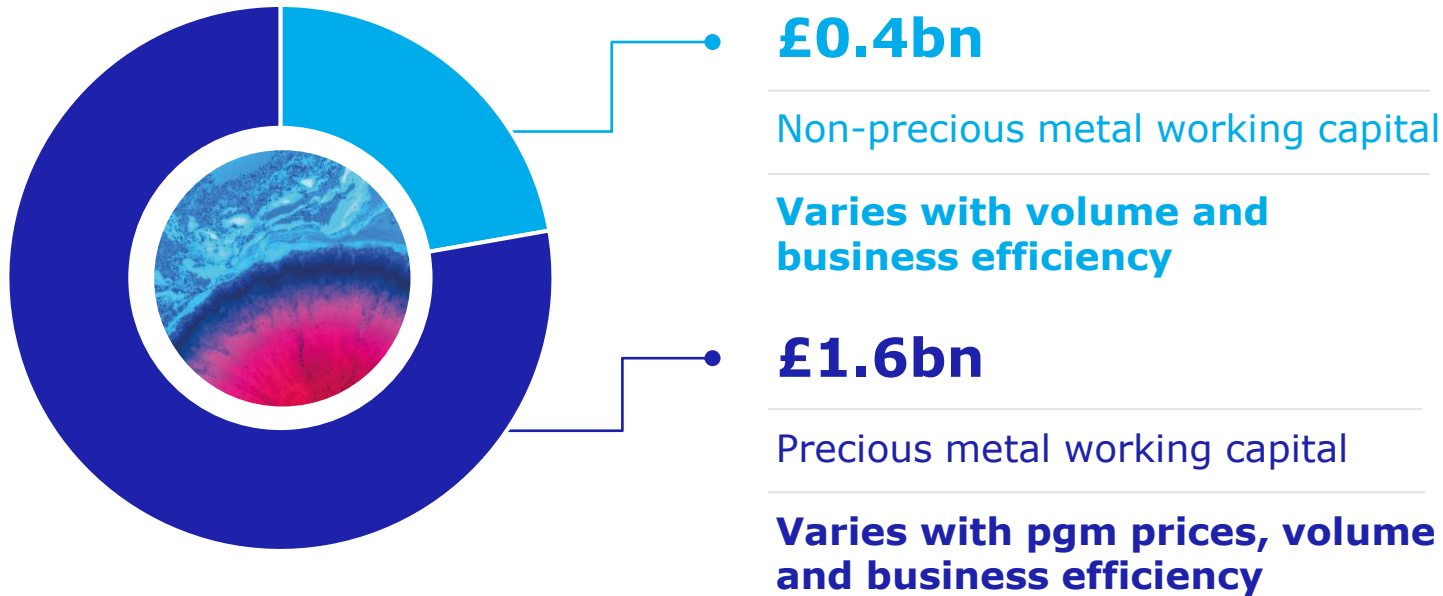 £0.4bn
Non-precious metal working capital
Varies with volume and
business efficiency
£1.6bn
Precious metal working capital
Varies with pgm prices, volume
and business efficiency